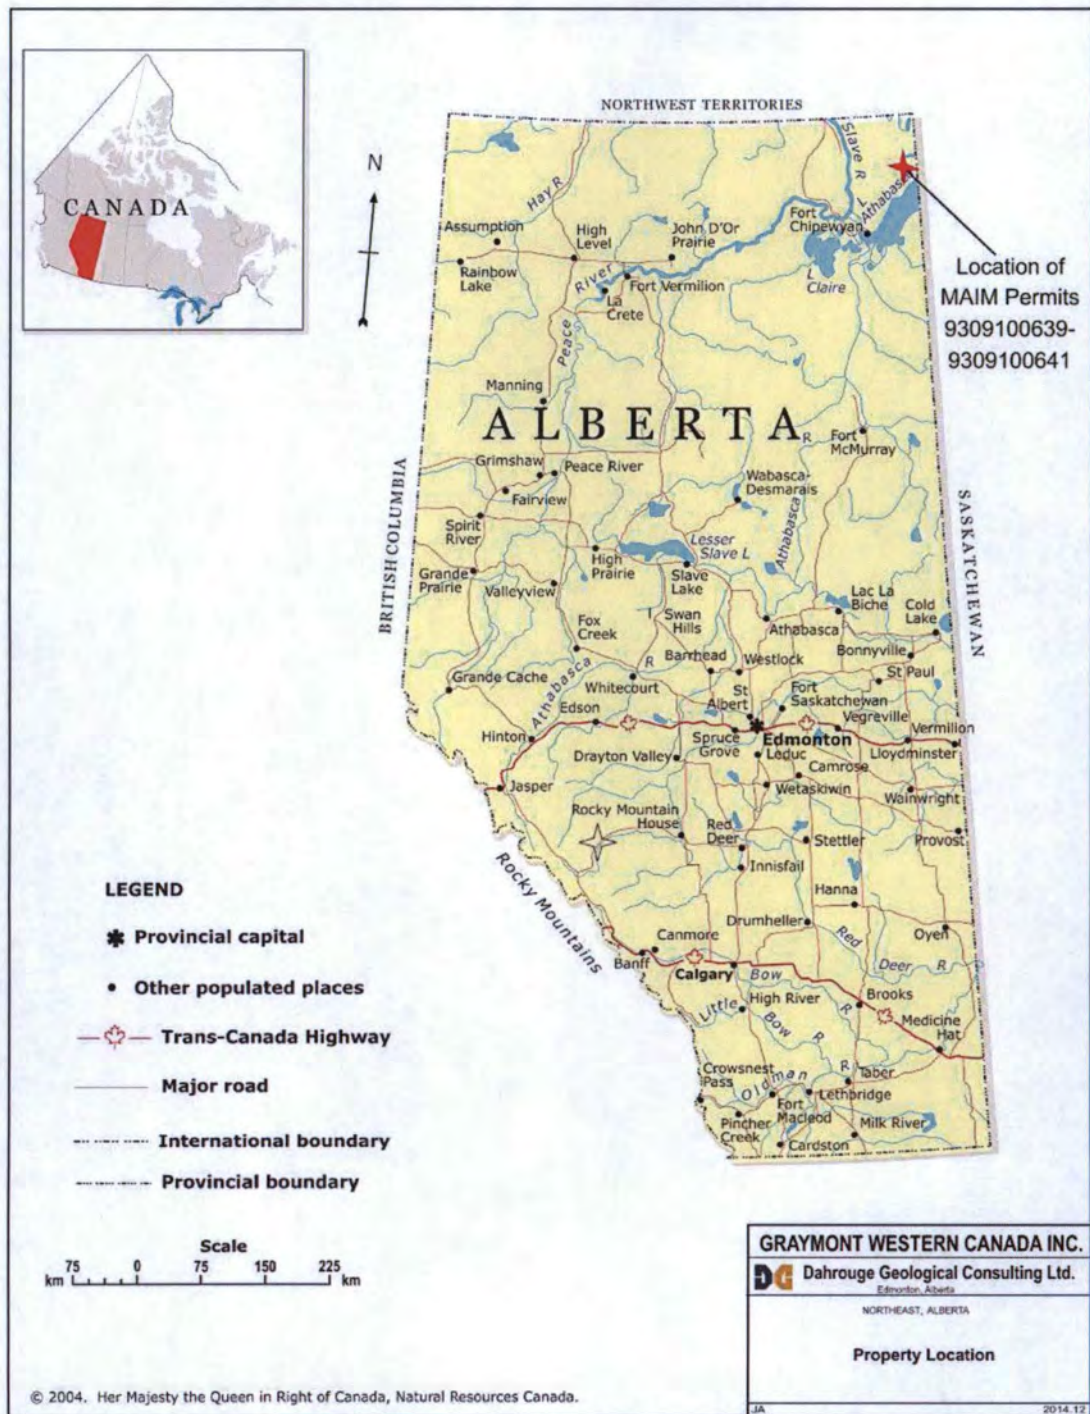 CANADA
N
NORTHWEST TERRITORIES
Slave R
Hay R
L Athabasca
Fort
Chipewyan
Assumption
High
Level
John D'Or
Prairie
Rainbow
Lake
River
Fort Vermilion
L
Claire
La
Crete
Peace
Location of
MAIM Permits
9309100639-
9309100641
Manning
ALBERTA
R
Fort
McMurray
Grimshaw
Peace River
Wabasca-
Desmarais
Fairview
BRITISH COLUMBIA
SASKATCHEWAN
Spirit
River
Athabasca
Lesser
Slave L
High
Prairie
Slave
Lake
Grande
Prairie
Valleyview
Lac La
Biche
Cold
Lake
Swan
Hills
Fox
Creek
Athabasca
Bonnyville
Barrhead
Westlock
R
Athabasca
St Paul
Grande Cache
Whitecourt
St
Albert
Fort
Saskatchewan
Edson
Vegreville
Vermilion
Hinton
Spruce
Grove
Edmonton
Lloydminster
Drayton Valley
Leduc
Camrose
Jasper
Wetaskiwin
Wainwright
Rocky Mountain
House
Red
Deer
Stettler
Provost
Innisfail
Rocky Mountains
Hanna
Drumheller
Red
Deer R
Oyen
Canmore
Banff
Calgary
Bow
R
Brooks
Little
Bow
R
High River
Medicine
Hat
Crowsnest
Pass
Oldman
R
Taber
Lethbridge
Fort
Macleod
Pincher
Creek
Milk River
Cardston
LEGEND
Provincial capital
Other populated places
Trans-Canada Highway
Major road
International boundary
Provincial boundary
Scale
75 0 75 150 225
km km
GRAYMONT WESTERN CANADA INC.
DG Dahrouge Geological Consulting Ltd.
Edmonton, Alberta
NORTHEAST, ALBERTA
Property Location
JA 2014.12
© 2004. Her Majesty the Queen in Right of Canada, Natural Resources Canada.